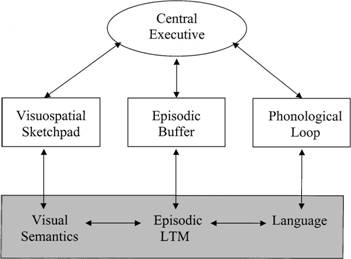 Central
Executive
Visuospatial
Sketchpad
Episodic
Buffer
Phonological
Loop
Visual
Semantics
Episodic
LTM
Language